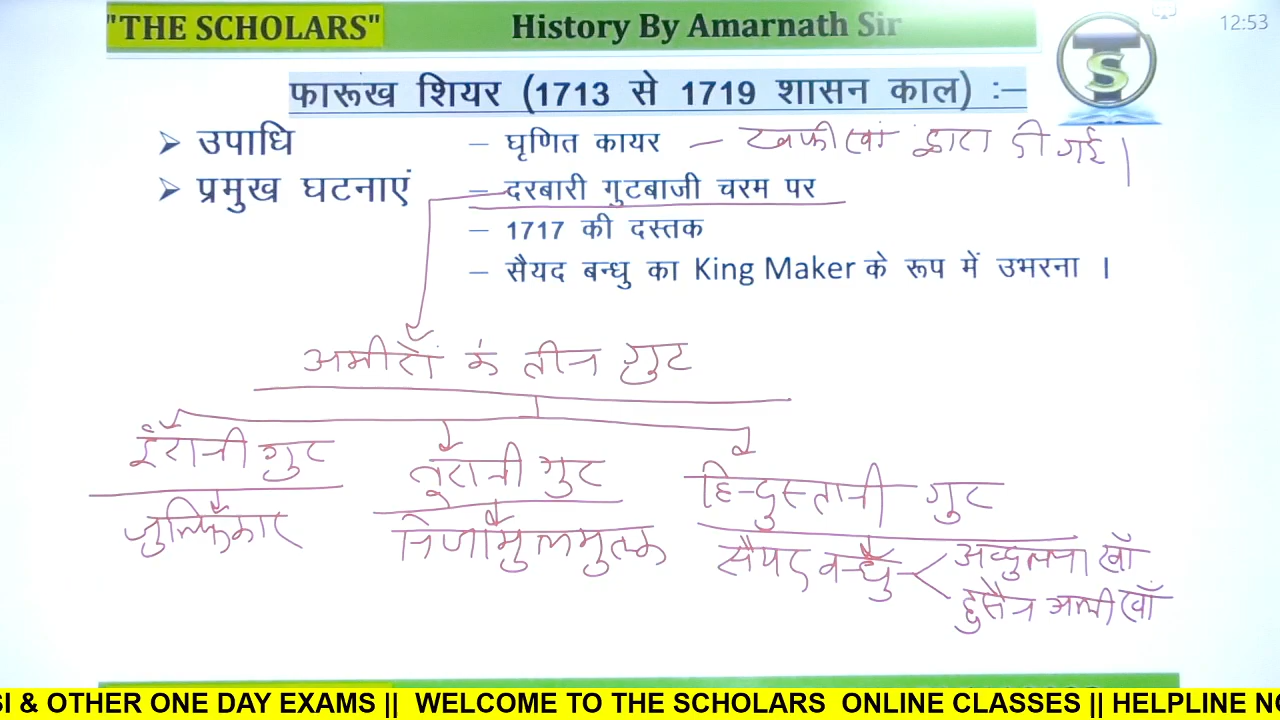 "THE SCHOLARS" History By Amarnath Sir
12:53
फारूख शियर (1713 से 1719 शासन काल) :–
➢ उपाधि – घृणित कायर – खफी खां द्वारा दी गई।
➢ प्रमुख घटनाएं – दरबारी गुटबाजी चरम पर
– 1717 की दस्तक
– सैयद बन्धु का King Maker के रूप में उभरना ।
अमीरों के तीन गुट
ईरानी गुट तूरानी गुट हिन्दुस्तानी गुट
निजामुलमुल्क सैयद बन्धु अब्दुल्ला खाँ
हुसैन अली खाँ
SI & OTHER ONE DAY EXAMS || WELCOME TO THE SCHOLARS ONLINE CLASSES || HELPLINE NO